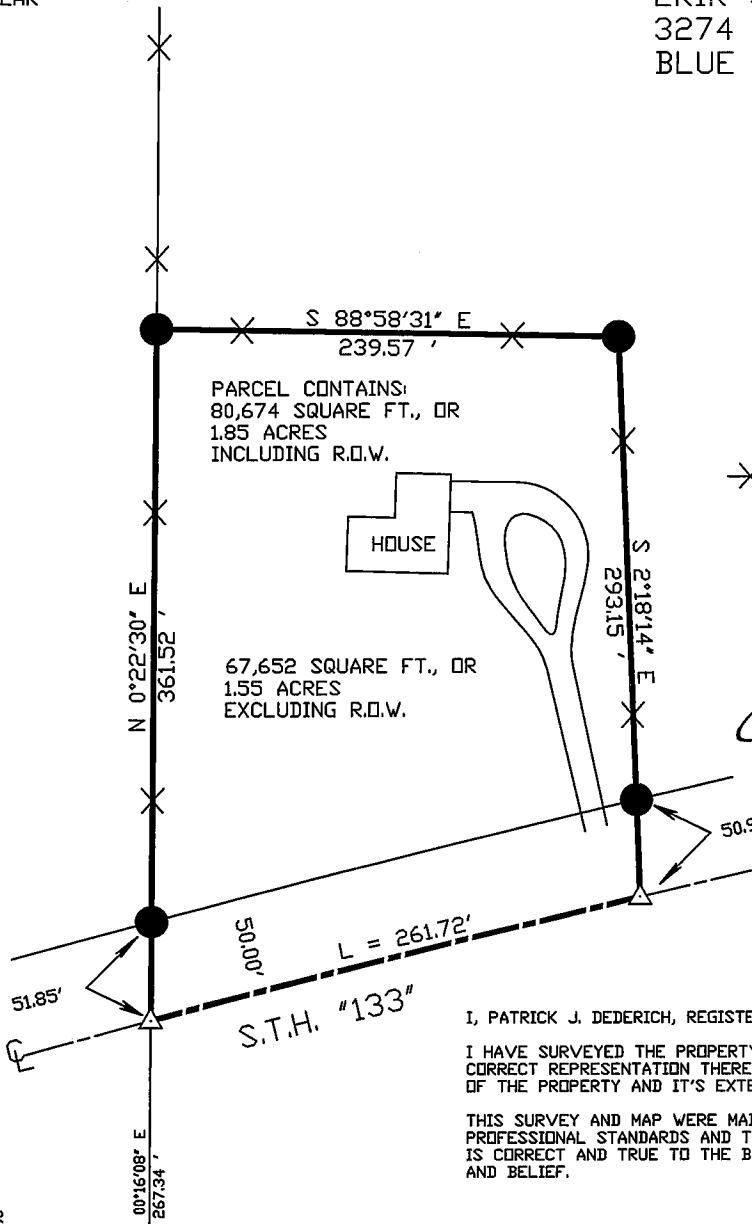 3274
BLUE
S 88°58'31" E
239.57 '
PARCEL CONTAINS:
80,674 SQUARE FT., OR
1.85 ACRES
INCLUDING R.O.W.
HOUSE
S 2°18'14" E
293.15 '
N 0°22'30" E
361.52 '
67,652 SQUARE FT., OR
1.55 ACRES
EXCLUDING R.O.W.
50.9
50.00'
L = 261.72'
51.85'
S.T.H. "133"
CL
I, PATRICK J. DEDERICH, REGISTE
I HAVE SURVEYED THE PROPERTY
CORRECT REPRESENTATION THERE
OF THE PROPERTY AND IT'S EXTE
THIS SURVEY AND MAP WERE MA
PROFESSIONAL STANDARDS AND T
IS CORRECT AND TRUE TO THE B
AND BELIEF.
00°16'08" E
267.34 '